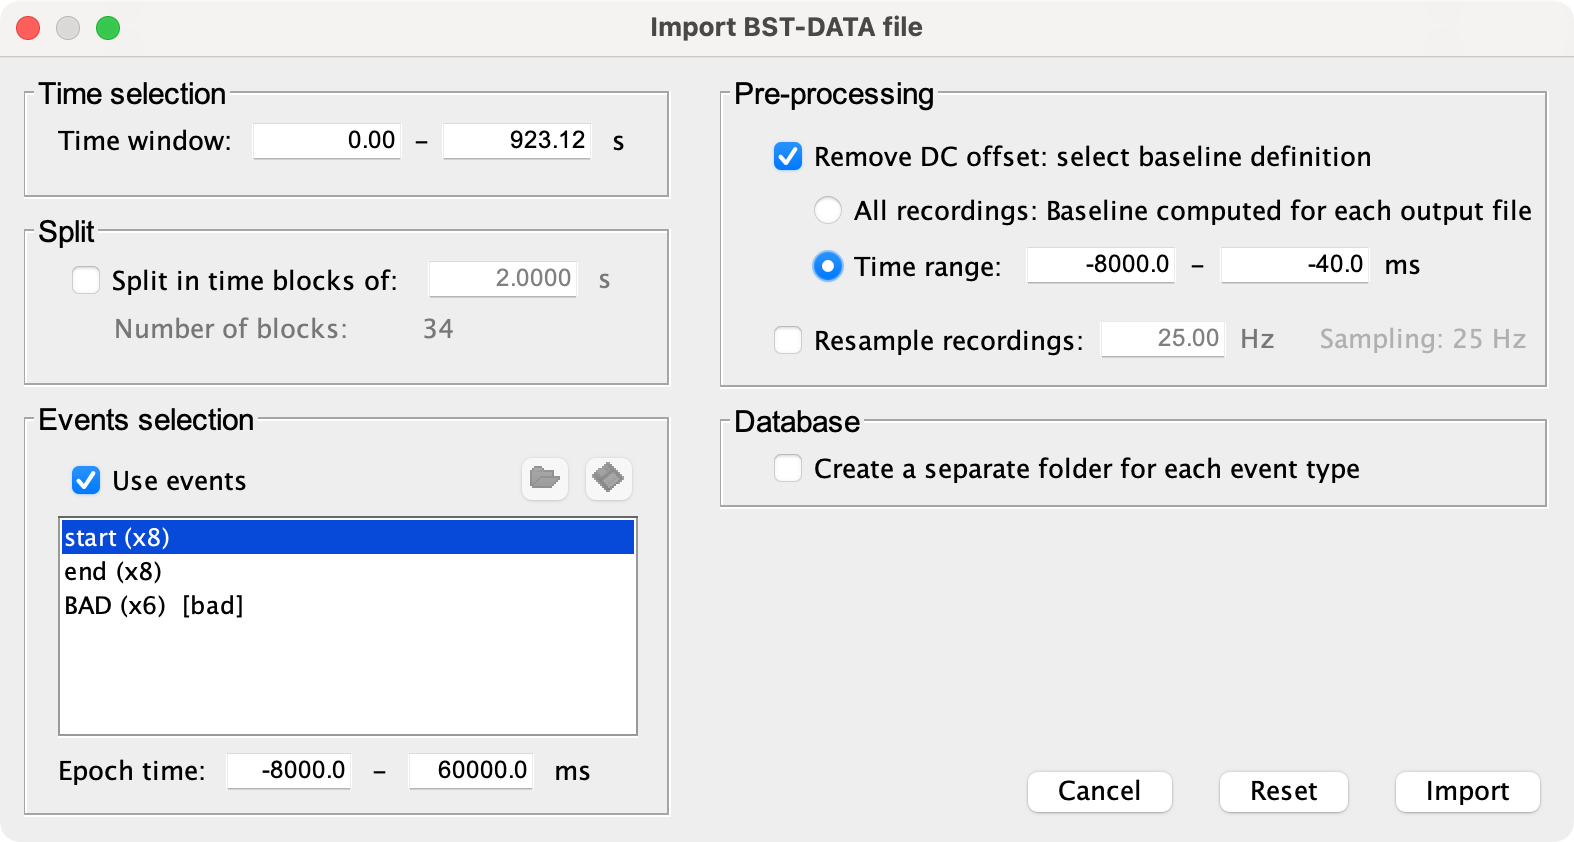 Import BST-DATA file
Time selection
Time window: 0.00 – 923.12 s
Split
Split in time blocks of: 2.0000 s
Number of blocks: 34
Events selection
Use events
start (x8)
end (x8)
BAD (x6) [bad]
Epoch time: -8000.0 – 60000.0 ms
Pre-processing
Remove DC offset: select baseline definition
All recordings: Baseline computed for each output file
Time range: -8000.0 – -40.0 ms
Resample recordings: 25.00 Hz Sampling: 25 Hz
Database
Create a separate folder for each event type
Cancel Reset Import